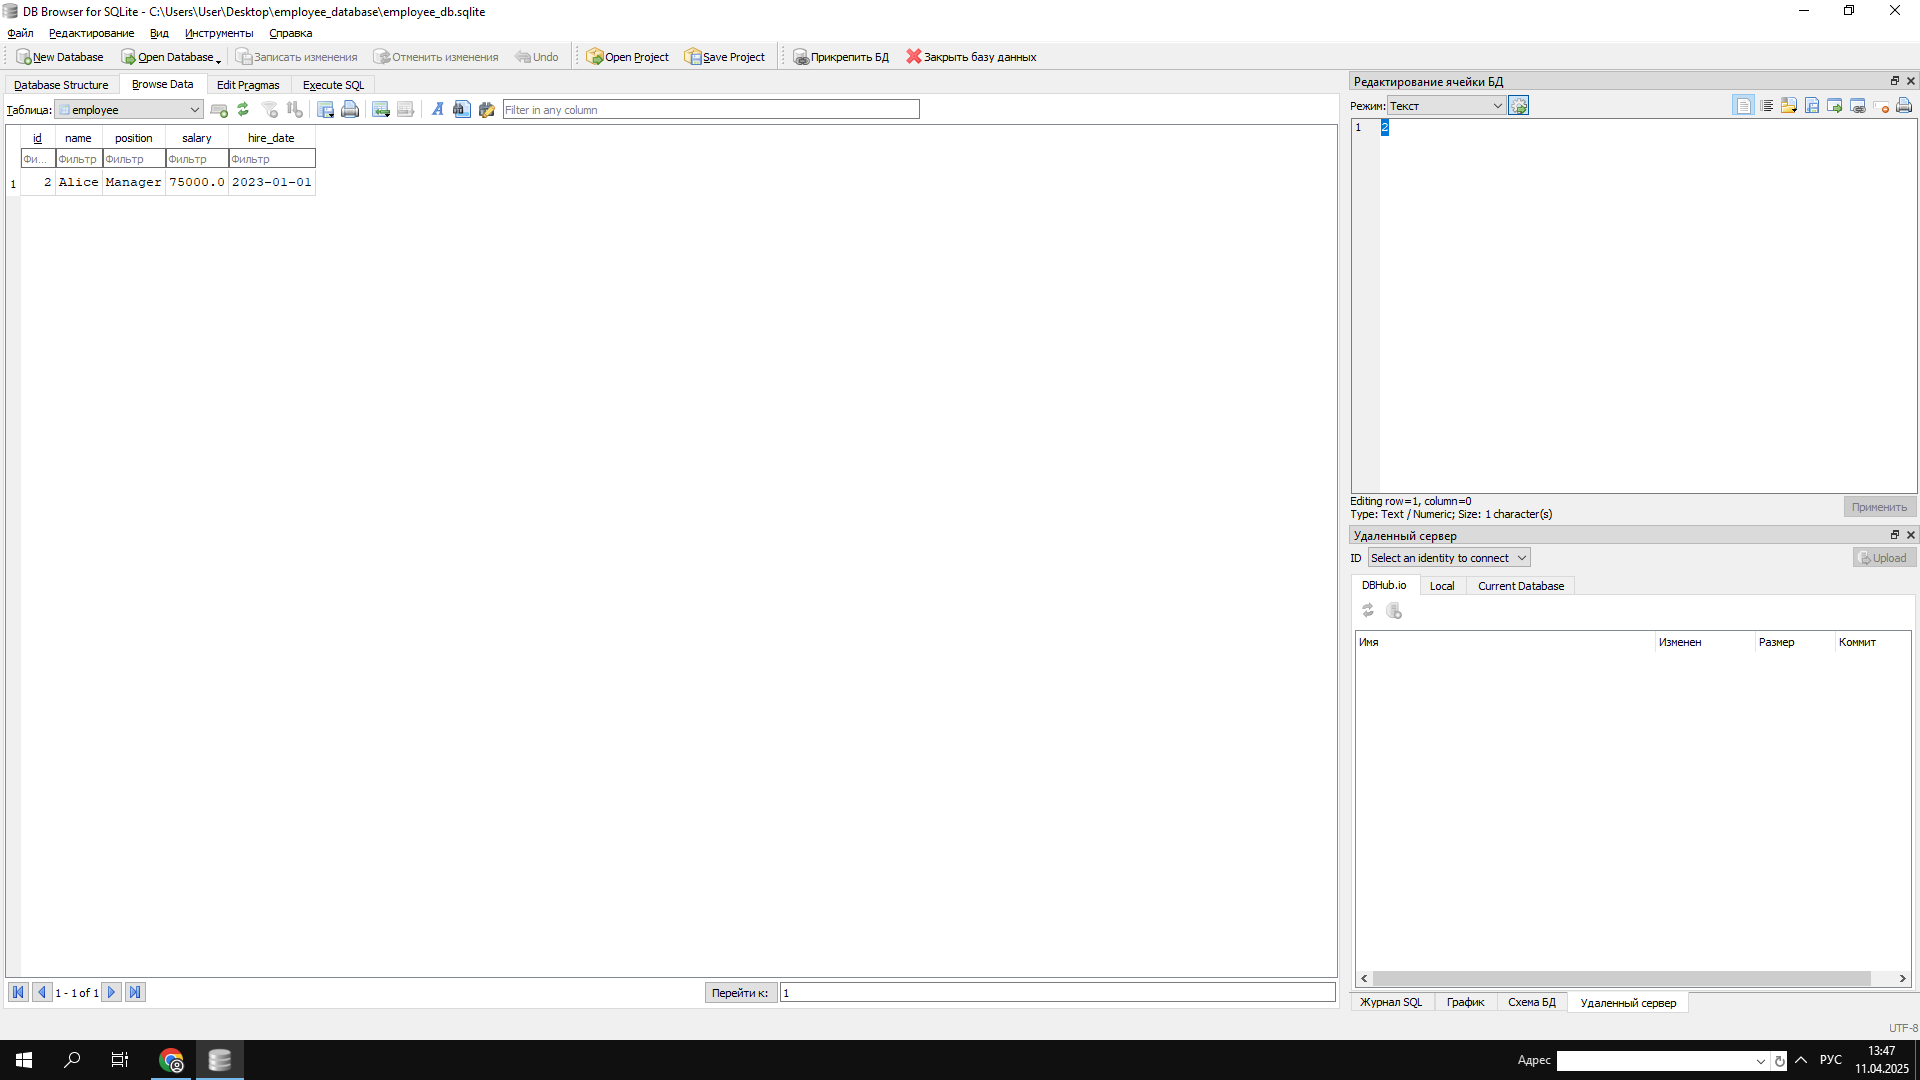 DB Browser for SQLite - C:\Users\User\Desktop\employee_database\employee_db.sqlite
Файл Редактирование Вид Инструменты Справка
New Database Open Database Записать изменения Отменить изменения Undo Open Project Save Project Прикрепить БД Закрыть базу данных
Database Structure Browse Data Edit Pragmas Execute SQL
Таблица: employee Filter in any column
id name position salary hire_date
Фи... Фильтр Фильтр Фильтр Фильтр
1 2 Alice Manager 75000.0 2023-01-01
1 - 1 of 1 Перейти к: 1
Редактирование ячейки БД
Режим: Текст
1 2
Editing row=1, column=0
Type: Text / Numeric; Size: 1 character(s)
Применить
Удаленный сервер
ID Select an identity to connect Upload
DBHub.io Local Current Database
Имя Изменен Размер Коммит
Журнал SQL График Схема БД Удаленный сервер
UTF-8
Адрес РУС 13:47
11.04.2025